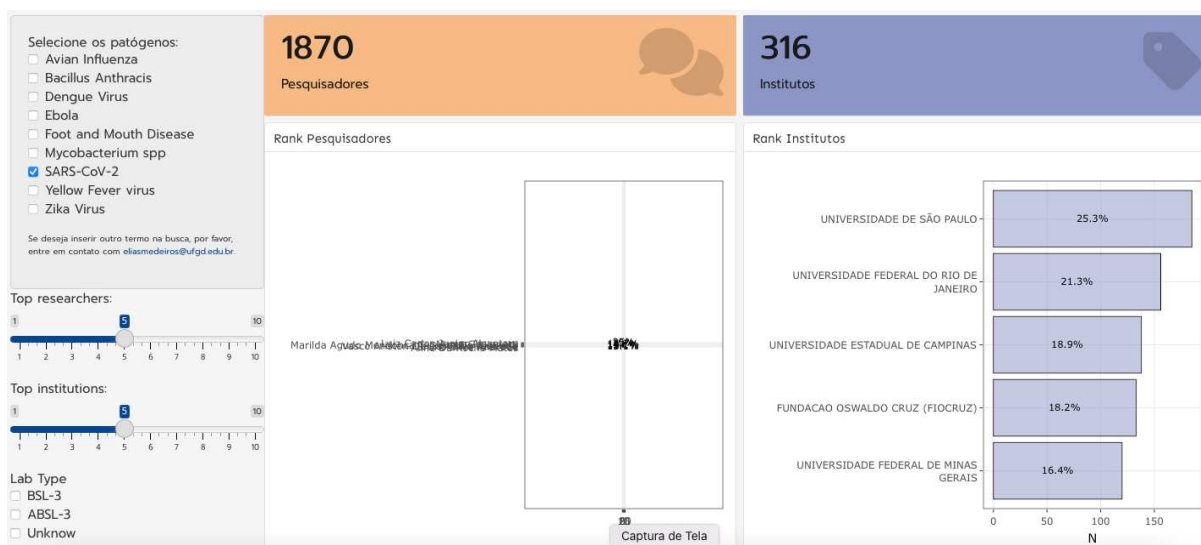 Selecione os patógenos:
Avian Influenza
Bacillus Anthracis
Dengue Virus
Ebola
Foot and Mouth Disease
Mycobacterium spp
SARS-CoV-2
Yellow Fever virus
Zika Virus
Se deseja inserir outro termo na busca, por favor,
entre em contato com eliasmedeiros@ufgd.edu.br.
Top researchers:
1 5 10
1 2 3 4 5 6 7 8 9 10
Top institutions:
1 5 10
1 2 3 4 5 6 7 8 9 10
Lab Type
BSL-3
ABSL-3
Unknow
1870
Pesquisadores
Rank Pesquisadores
Marilda
Captura de Tela
316
Institutos
Rank Institutos
UNIVERSIDADE DE SÃO PAULO
25.3%
UNIVERSIDADE FEDERAL DO RIO DE
JANEIRO
21.3%
UNIVERSIDADE ESTADUAL DE CAMPINAS
18.9%
FUNDACAO OSWALDO CRUZ (FIOCRUZ)
18.2%
UNIVERSIDADE FEDERAL DE MINAS
GERAIS
16.4%
0 50 100 150
N